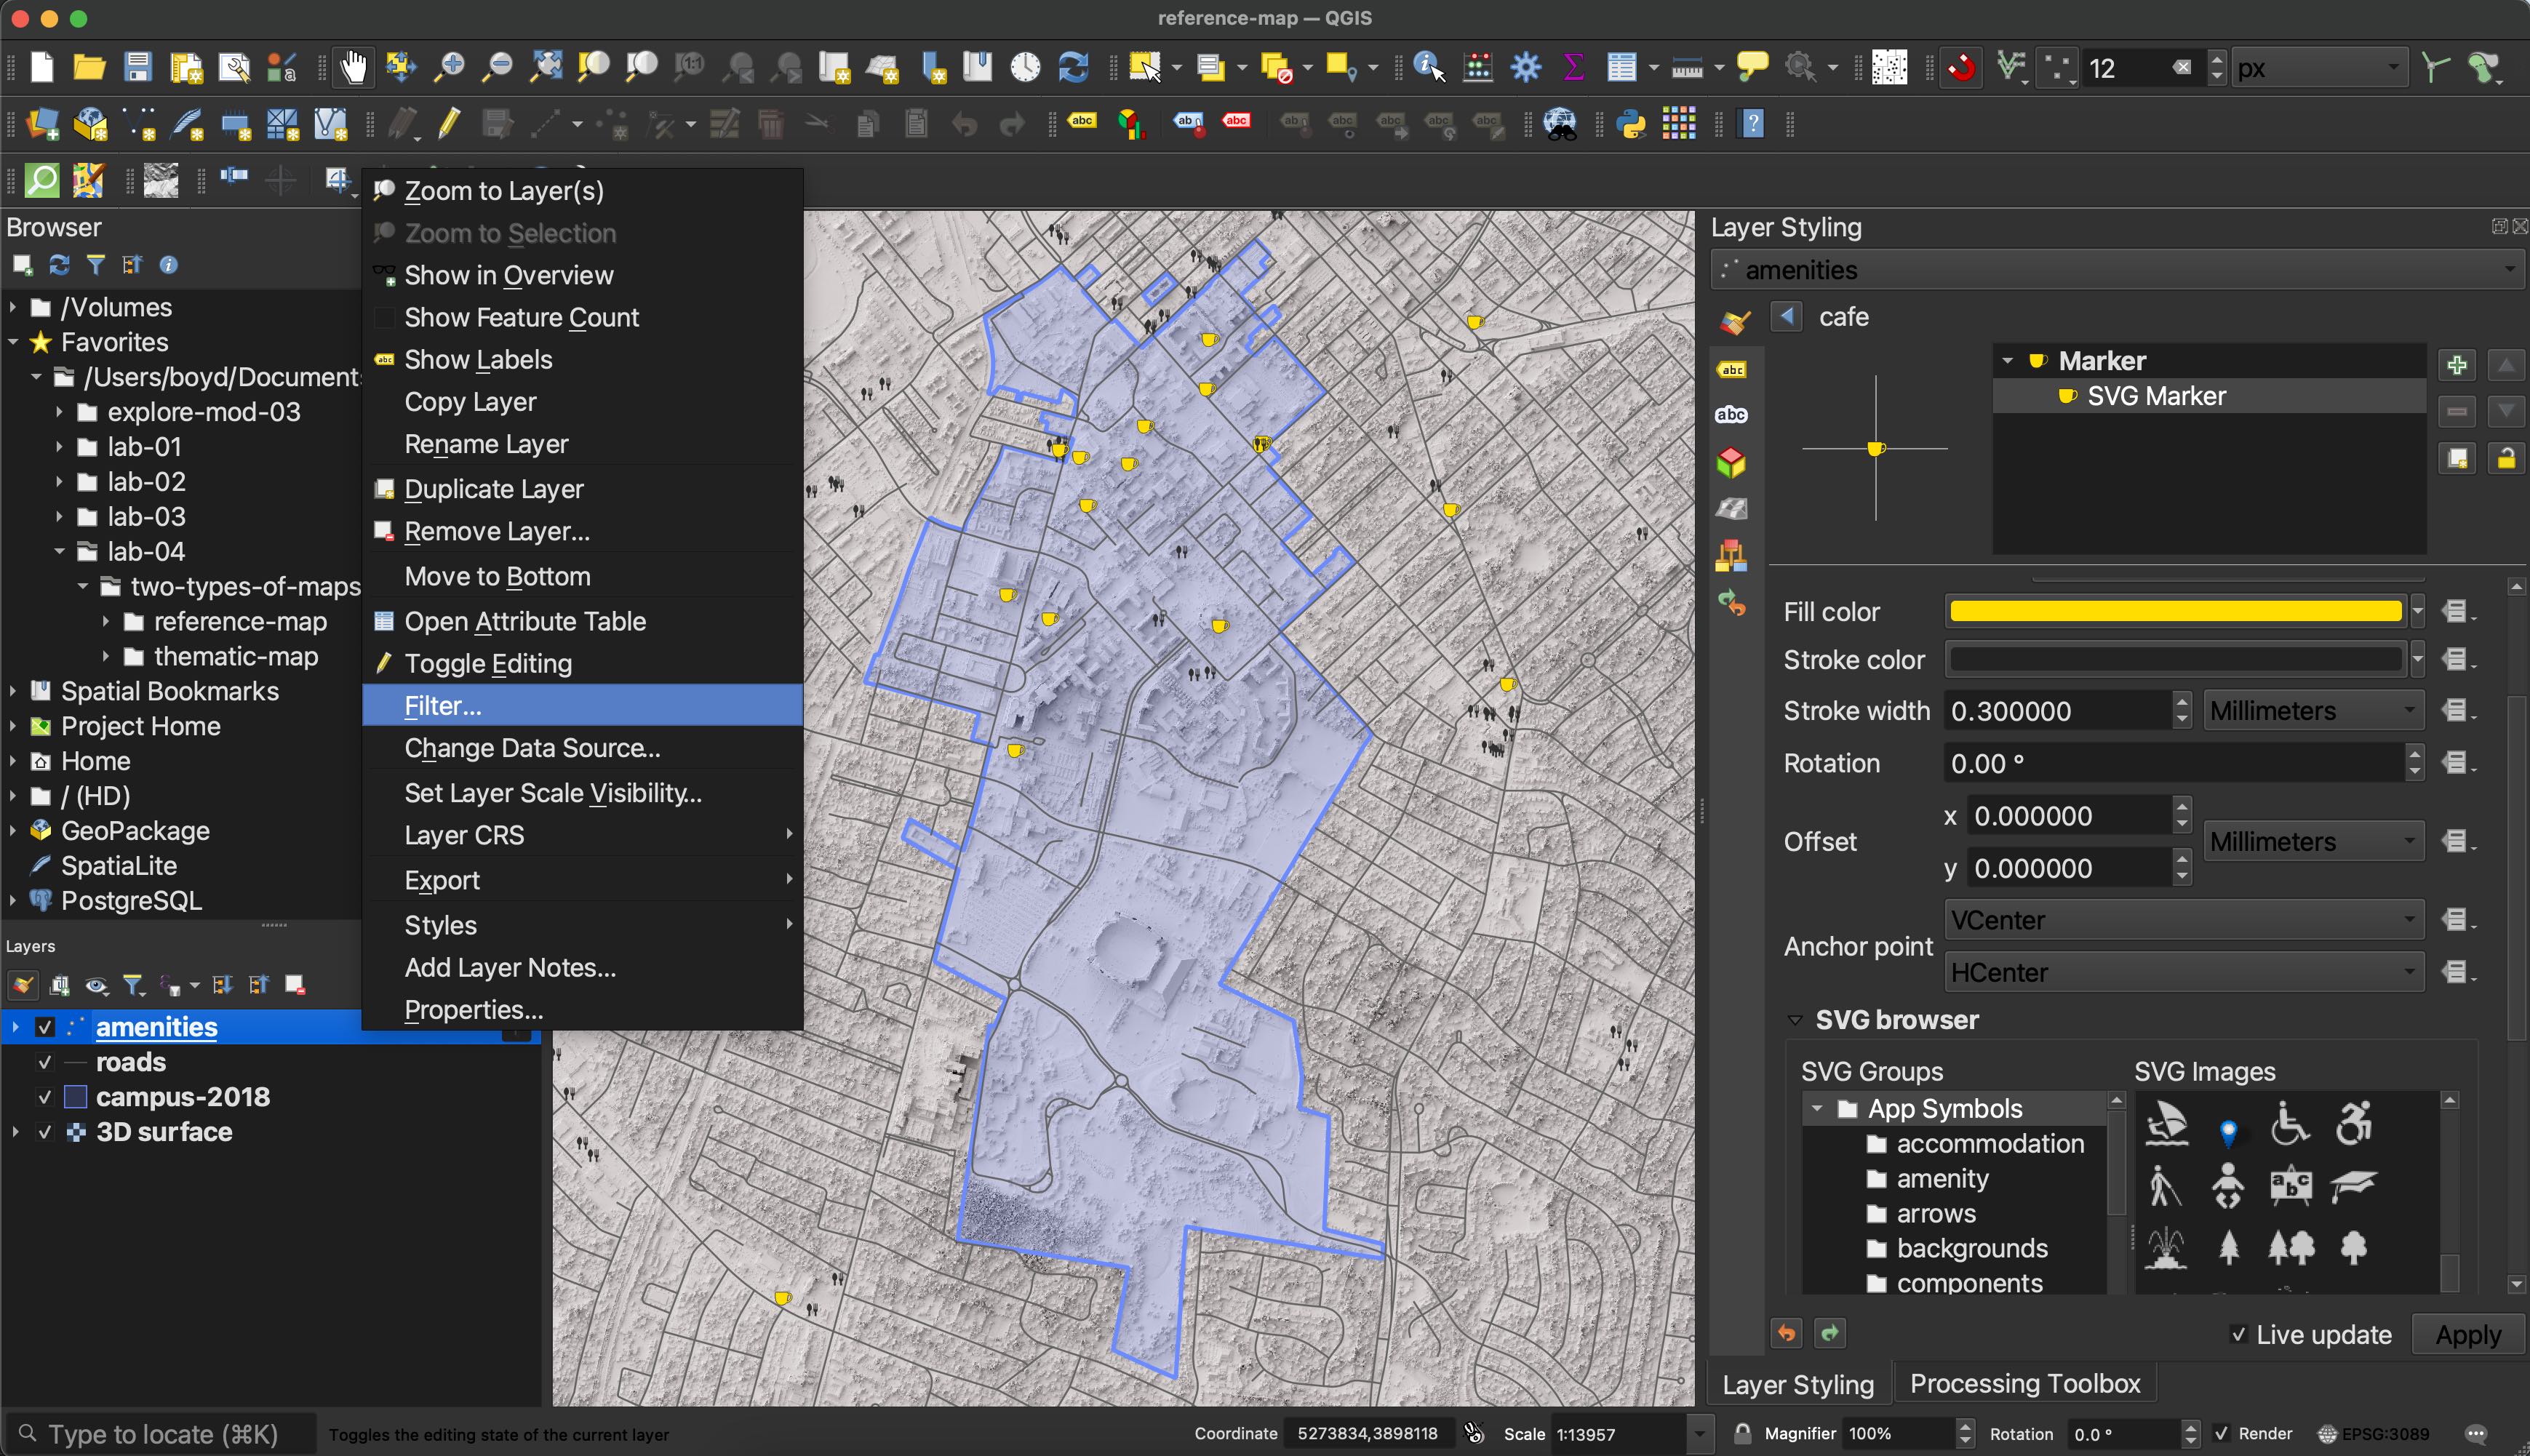 reference-map — QGIS
1:1
12
px
abc
abc
abc
?
Browser
/Volumes
Favorites
/Users/boyd/Document
explore-mod-03
lab-01
lab-02
lab-03
lab-04
two-types-of-maps
reference-map
thematic-map
Spatial Bookmarks
Project Home
Home
/ (HD)
GeoPackage
SpatiaLite
PostgreSQL
Layers
amenities
roads
campus-2018
3D surface
Zoom to Layer(s)
Zoom to Selection
Show in Overview
Show Feature Count
Show Labels
Copy Layer
Rename Layer
Duplicate Layer
Remove Layer...
Move to Bottom
Open Attribute Table
Toggle Editing
Filter...
Change Data Source...
Set Layer Scale Visibility...
Layer CRS
Export
Styles
Add Layer Notes...
Properties...
Layer Styling
amenities
cafe
abc
abc
Marker
SVG Marker
Fill color
Stroke color
Stroke width 0.300000 Millimeters
Rotation 0.00 °
Offset x 0.000000 Millimeters
y 0.000000
Anchor point VCenter
HCenter
SVG browser
SVG Groups SVG Images
App Symbols
accommodation
amenity
arrows
backgrounds
components
Live update Apply
Layer Styling Processing Toolbox
Type to locate (⌘K) Toggles the editing state of the current layer Coordinate 5273834,3898118 Scale 1:13957 Magnifier 100% Rotation 0.0 ° Render EPSG:3089